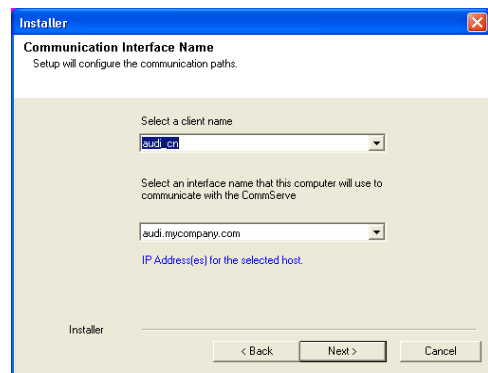 Installer
Communication Interface Name
Setup will configure the communication paths.
Select a client name
audi_cn
Select an interface name that this computer will use to
communicate with the CommServe
audi.mycompany.com
IP Address(es) for the selected host.
Installer
< Back
Next >
Cancel